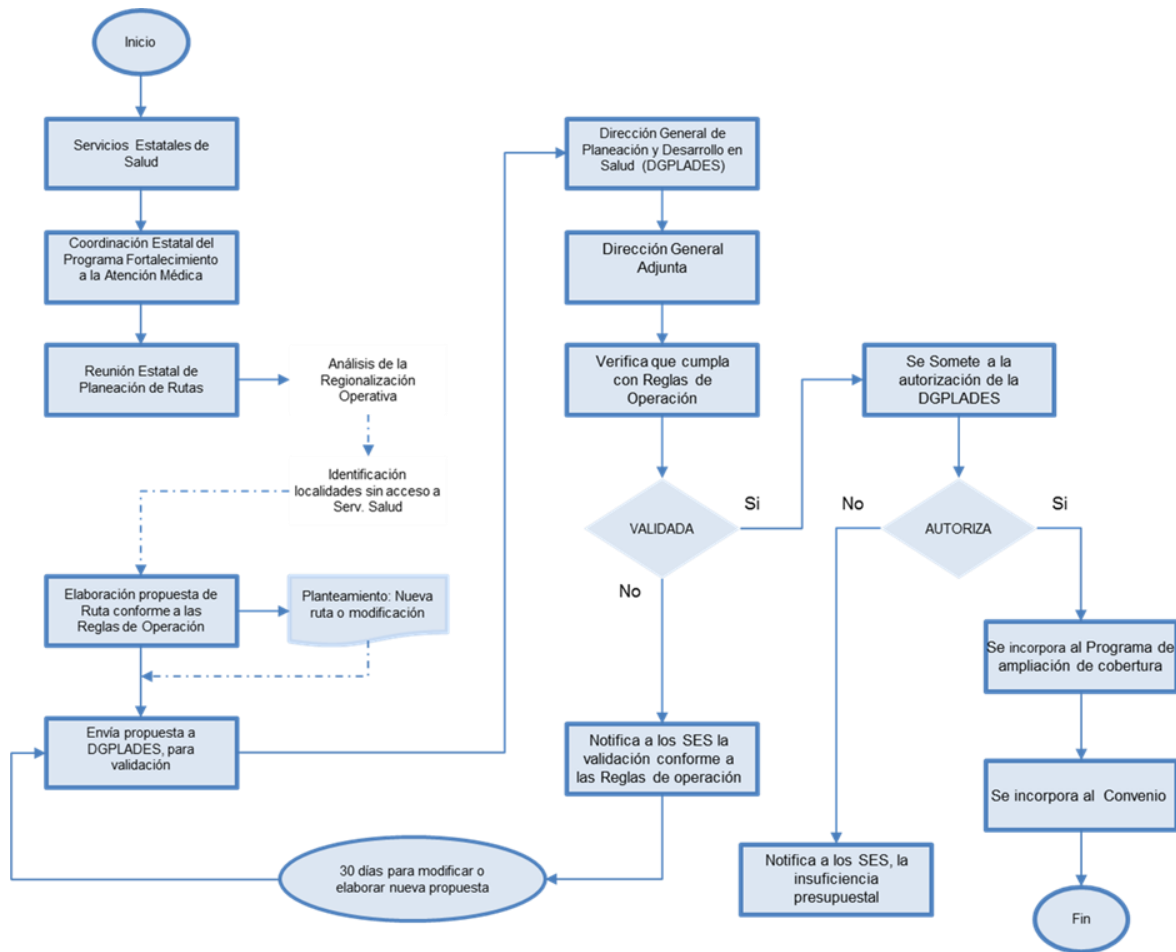 Inicio
Servicios Estatales de
Salud
Coordinación Estatal del
Programa Fortalecimiento
a la Atención Médica
Reunión Estatal de
Planeación de Rutas
Análisis de la
Regionalización
Operativa
Identificación
localidades sin acceso a
Serv. Salud
Elaboración propuesta de
Ruta conforme a las
Reglas de Operación
Planteamiento: Nueva
ruta o modificación
Envía propuesta a
DGPLADES, para
validación
30 días para modificar o
elaborar nueva propuesta
Dirección General de
Planeación y Desarrollo en
Salud (DGPLADES)
Dirección General
Adjunta
Verifica que cumpla
con Reglas de
Operación
VALIDADA
Si
No
Notifica a los SES la
validación conforme a
las Reglas de operación
Se Somete a la
autorización de la
DGPLADES
No
AUTORIZA
Si
Notifica a los SES, la
insuficiencia
presupuestal
Se incorpora al Programa de
ampliación de cobertura
Se incorpora al Convenio
Fin